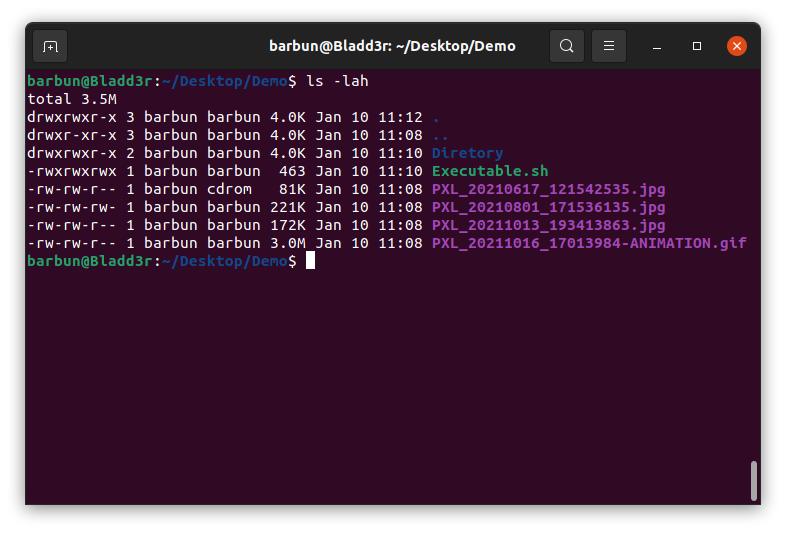 barbun@Bladd3r: ~/Desktop/Demo
barbun@Bladd3r:~/Desktop/Demo$ ls -lah
total 3.5M
drwxrwxr-x 3 barbun barbun 4.0K Jan 10 11:12 .
drwxr-xr-x 3 barbun barbun 4.0K Jan 10 11:08 ..
drwxrwxr-x 2 barbun barbun 4.0K Jan 10 11:10 Diretory
-rwxrwxrwx 1 barbun barbun  463 Jan 10 11:10 Executable.sh
-rw-rw-r-- 1 barbun cdrom   81K Jan 10 11:08 PXL_20210617_121542535.jpg
-rw-rw-rw- 1 barbun barbun 221K Jan 10 11:08 PXL_20210801_171536135.jpg
-rw-rw-r-- 1 barbun barbun 172K Jan 10 11:08 PXL_20211013_193413863.jpg
-rw-rw-r-- 1 barbun barbun 3.0M Jan 10 11:08 PXL_20211016_17013984-ANIMATION.gif
barbun@Bladd3r:~/Desktop/Demo$